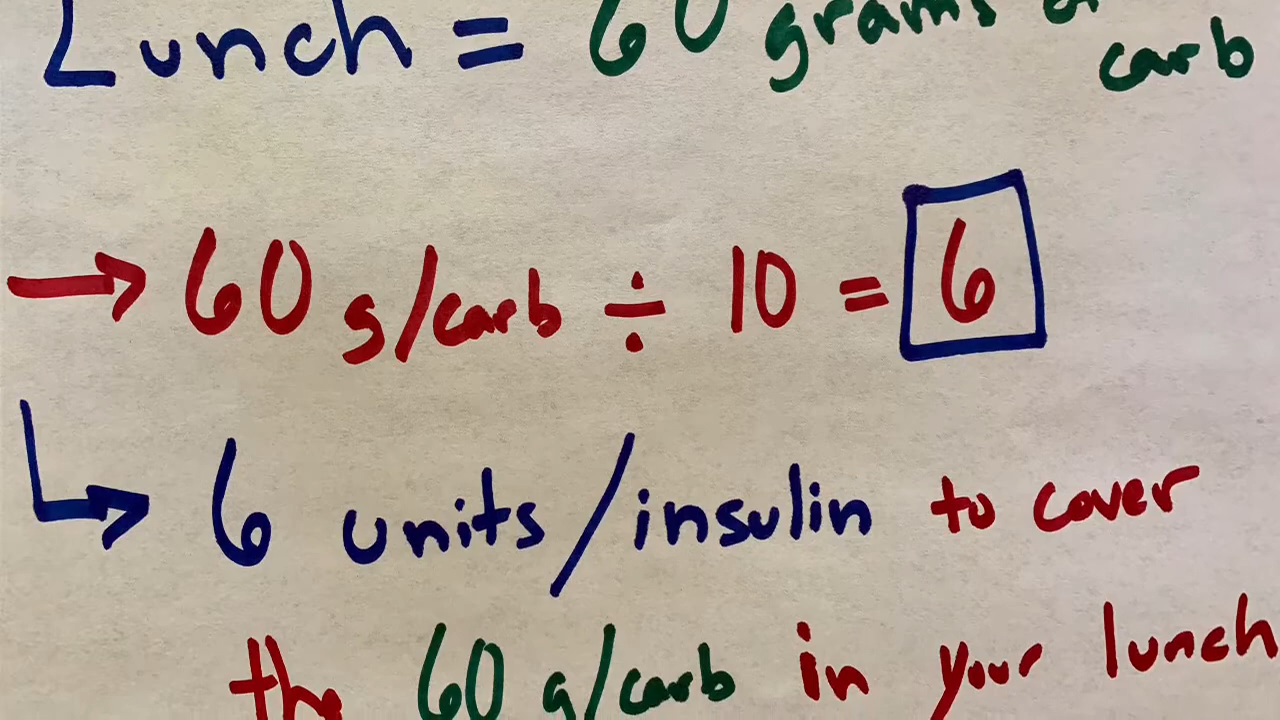 Lunch = 60 grams of
carb
→ 60 g/carb ÷ 10 = 6
↳ 6 units/insulin to cover
the 60 g/carb in your lunch